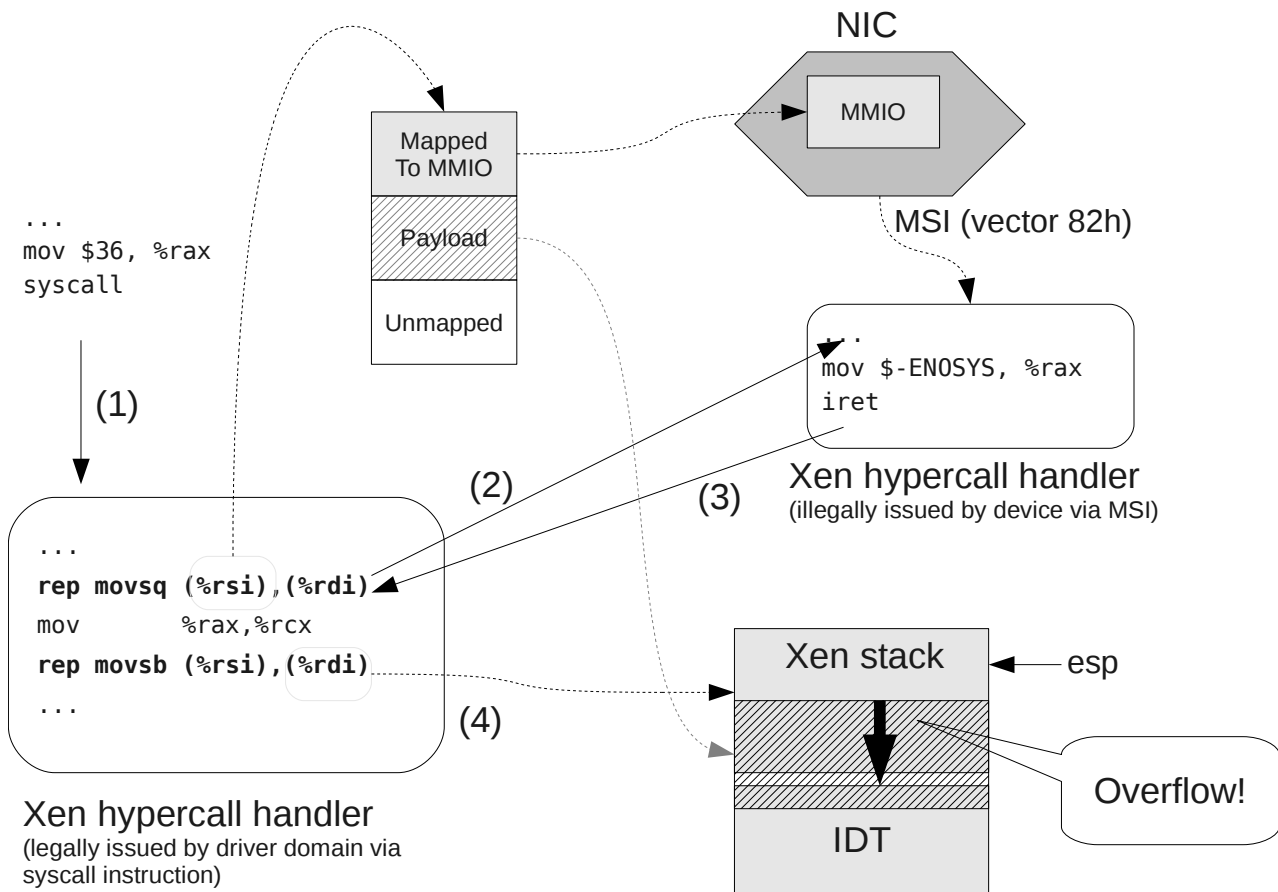 NIC
MMIO
Mapped
To MMIO
Payload
Unmapped
MSI (vector 82h)
...
mov $36, %rax
syscall
(1)
...
mov $-ENOSYS, %rax
iret
Xen hypercall handler
(illegally issued by device via MSI)
(2)
(3)
...
rep movsq (%rsi),(%rdi)
mov %rax,%rcx
rep movsb (%rsi),(%rdi)
...
(4)
Xen hypercall handler
(legally issued by driver domain via
syscall instruction)
Xen stack
esp
Overflow!
IDT